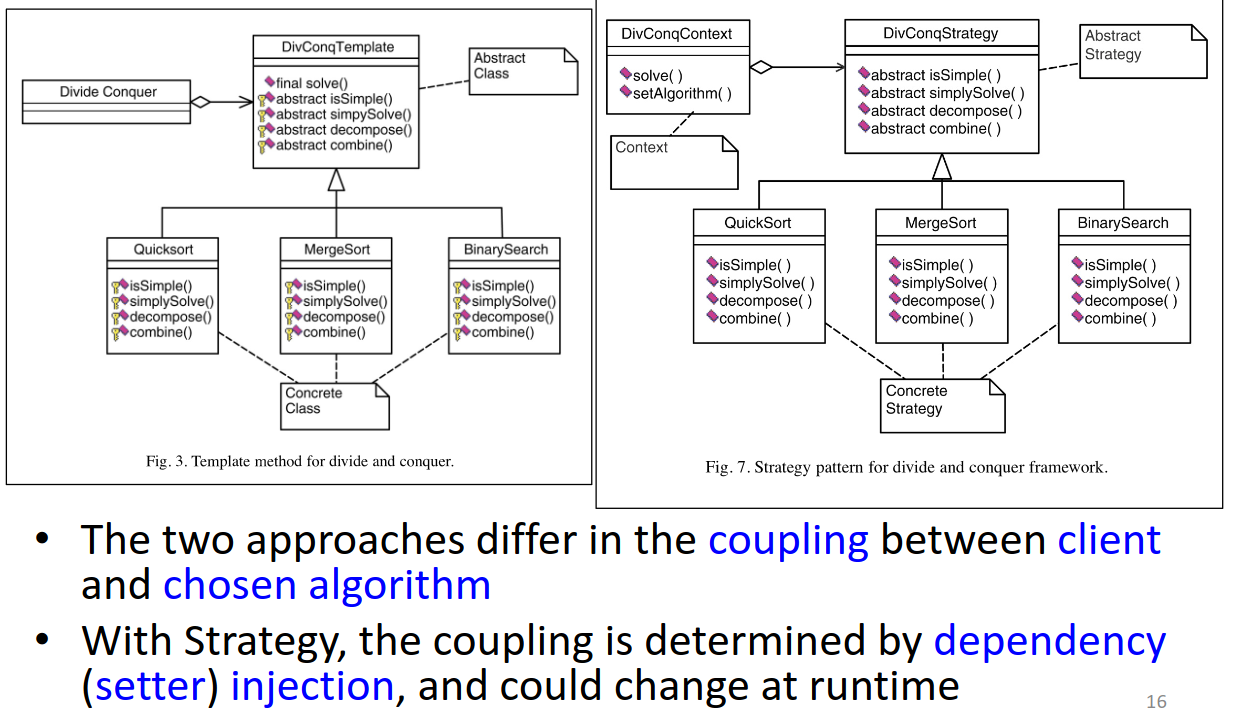 DivConqTemplate
final solve()
abstract isSimple()
abstract simpySolve()
abstract decompose()
abstract combine()
Abstract
Class
Divide Conquer
Quicksort
isSimple()
simplySolve()
decompose()
combine()
MergeSort
isSimple()
simplySolve()
decompose()
combine()
BinarySearch
isSimple()
simplySolve()
decompose()
combine()
Concrete
Class
Fig. 3. Template method for divide and conquer.
DivConqContext
solve( )
setAlgorithm( )
Context
DivConqStrategy
abstract isSimple( )
abstract simplySolve( )
abstract decompose( )
abstract combine( )
Abstract
Strategy
QuickSort
isSimple( )
simplySolve( )
decompose( )
combine( )
MergeSort
isSimple( )
simplySolve( )
decompose( )
combine( )
BinarySearch
isSimple( )
simplySolve( )
decompose( )
combine( )
Concrete
Strategy
Fig. 7. Strategy pattern for divide and conquer framework.
• The two approaches differ in the coupling between client
and chosen algorithm
• With Strategy, the coupling is determined by dependency
(setter) injection, and could change at runtime
16